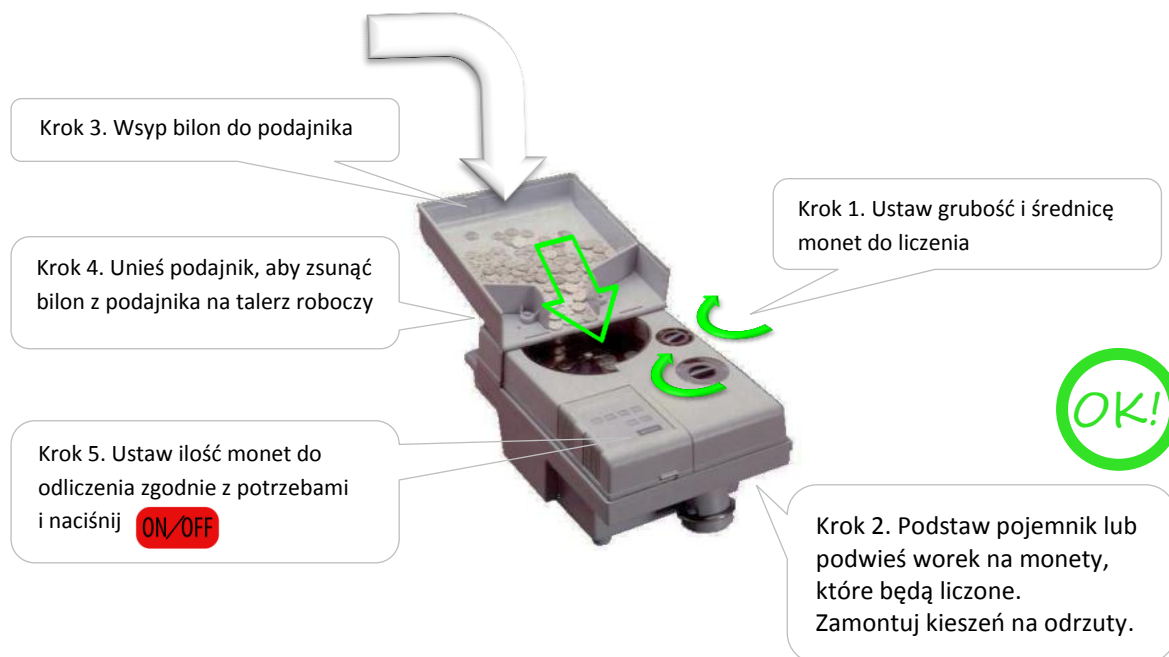 Krok 3. Wsyp bilon do podajnika
Krok 1. Ustaw grubość i średnicę
monet do liczenia
Krok 4. Unieś podajnik, aby zsunąć
bilon z podajnika na talerz roboczy
OK!
Krok 5. Ustaw ilość monet do
odliczenia zgodnie z potrzebami
i naciśnij ON/OFF
Krok 2. Podstaw pojemnik lub
podwieś worek na monety,
które będą liczone.
Zamontuj kieszeń na odrzuty.